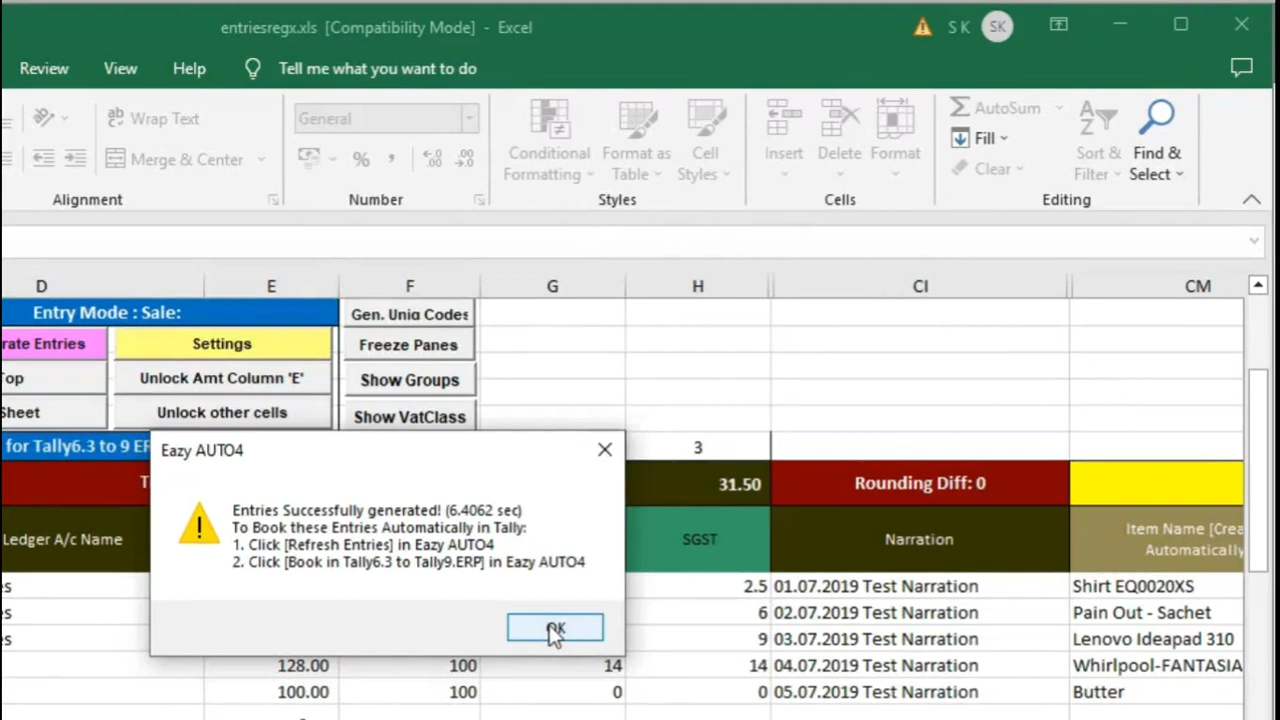 entriesregx.xls [Compatibility Mode] - Excel
S K
SK
Review View Help Tell me what you want to do
Wrap Text
Merge & Center
Alignment
General
%
Number
Conditional Formatting
Format as Table
Cell Styles
Styles
Insert
Delete
Format
Cells
AutoSum
Fill
Clear
Sort & Filter
Find & Select
Editing
D E F G H CI CM
Entry Mode : Sale:
Gen. Uniq Codes
rate Entries
Settings
Freeze Panes
Top
Unlock Amt Column 'E'
Show Groups
Sheet
Unlock other cells
Show VatClass
for Tally6.3 to 9 ER
3
31.50
Rounding Diff: 0
Ledger A/c Name
SGST
Narration
Item Name [Crea
Automatically
Eazy AUTO4
Entries Successfully generated! (6.4062 sec)
To Book these Entries Automatically in Tally:
1. Click [Refresh Entries] in Eazy AUTO4
2. Click [Book in Tally6.3 to Tally9.ERP] in Eazy AUTO4
OK
es 2.5 01.07.2019 Test Narration Shirt EQ0020XS
es 6 02.07.2019 Test Narration Pain Out - Sachet
es 9 03.07.2019 Test Narration Lenovo Ideapad 310
128.00 100 14 14 04.07.2019 Test Narration Whirlpool-FANTASIA
100.00 100 0 0 05.07.2019 Test Narration Butter